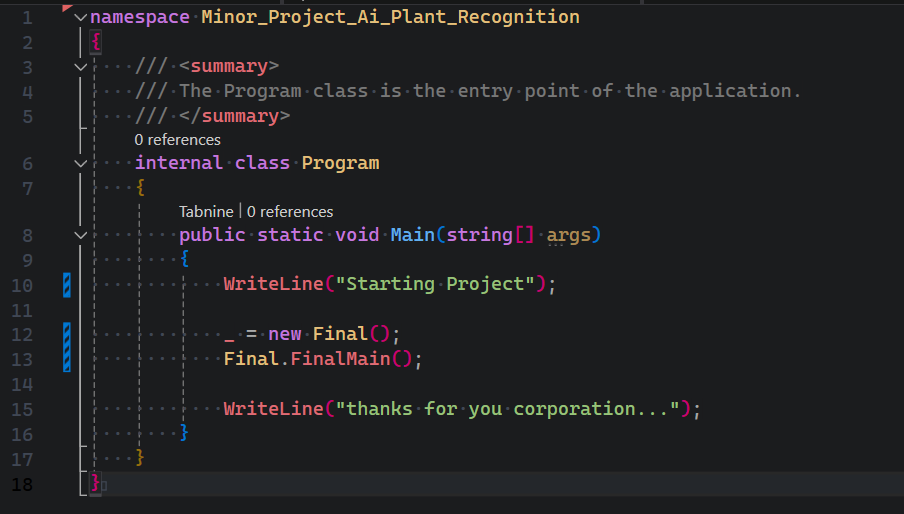 1 namespace Minor_Project_Ai_Plant_Recognition
2 {
3 /// <summary>
4 /// The Program class is the entry point of the application.
5 /// </summary>
0 references
6 internal class Program
7 {
Tabnine | 0 references
8 public static void Main(string[] args)
9 {
10 WriteLine("Starting Project");
11
12 _ = new Final();
13 Final.FinalMain();
14
15 WriteLine("thanks for you corporation...");
16 }
17 }
18 }